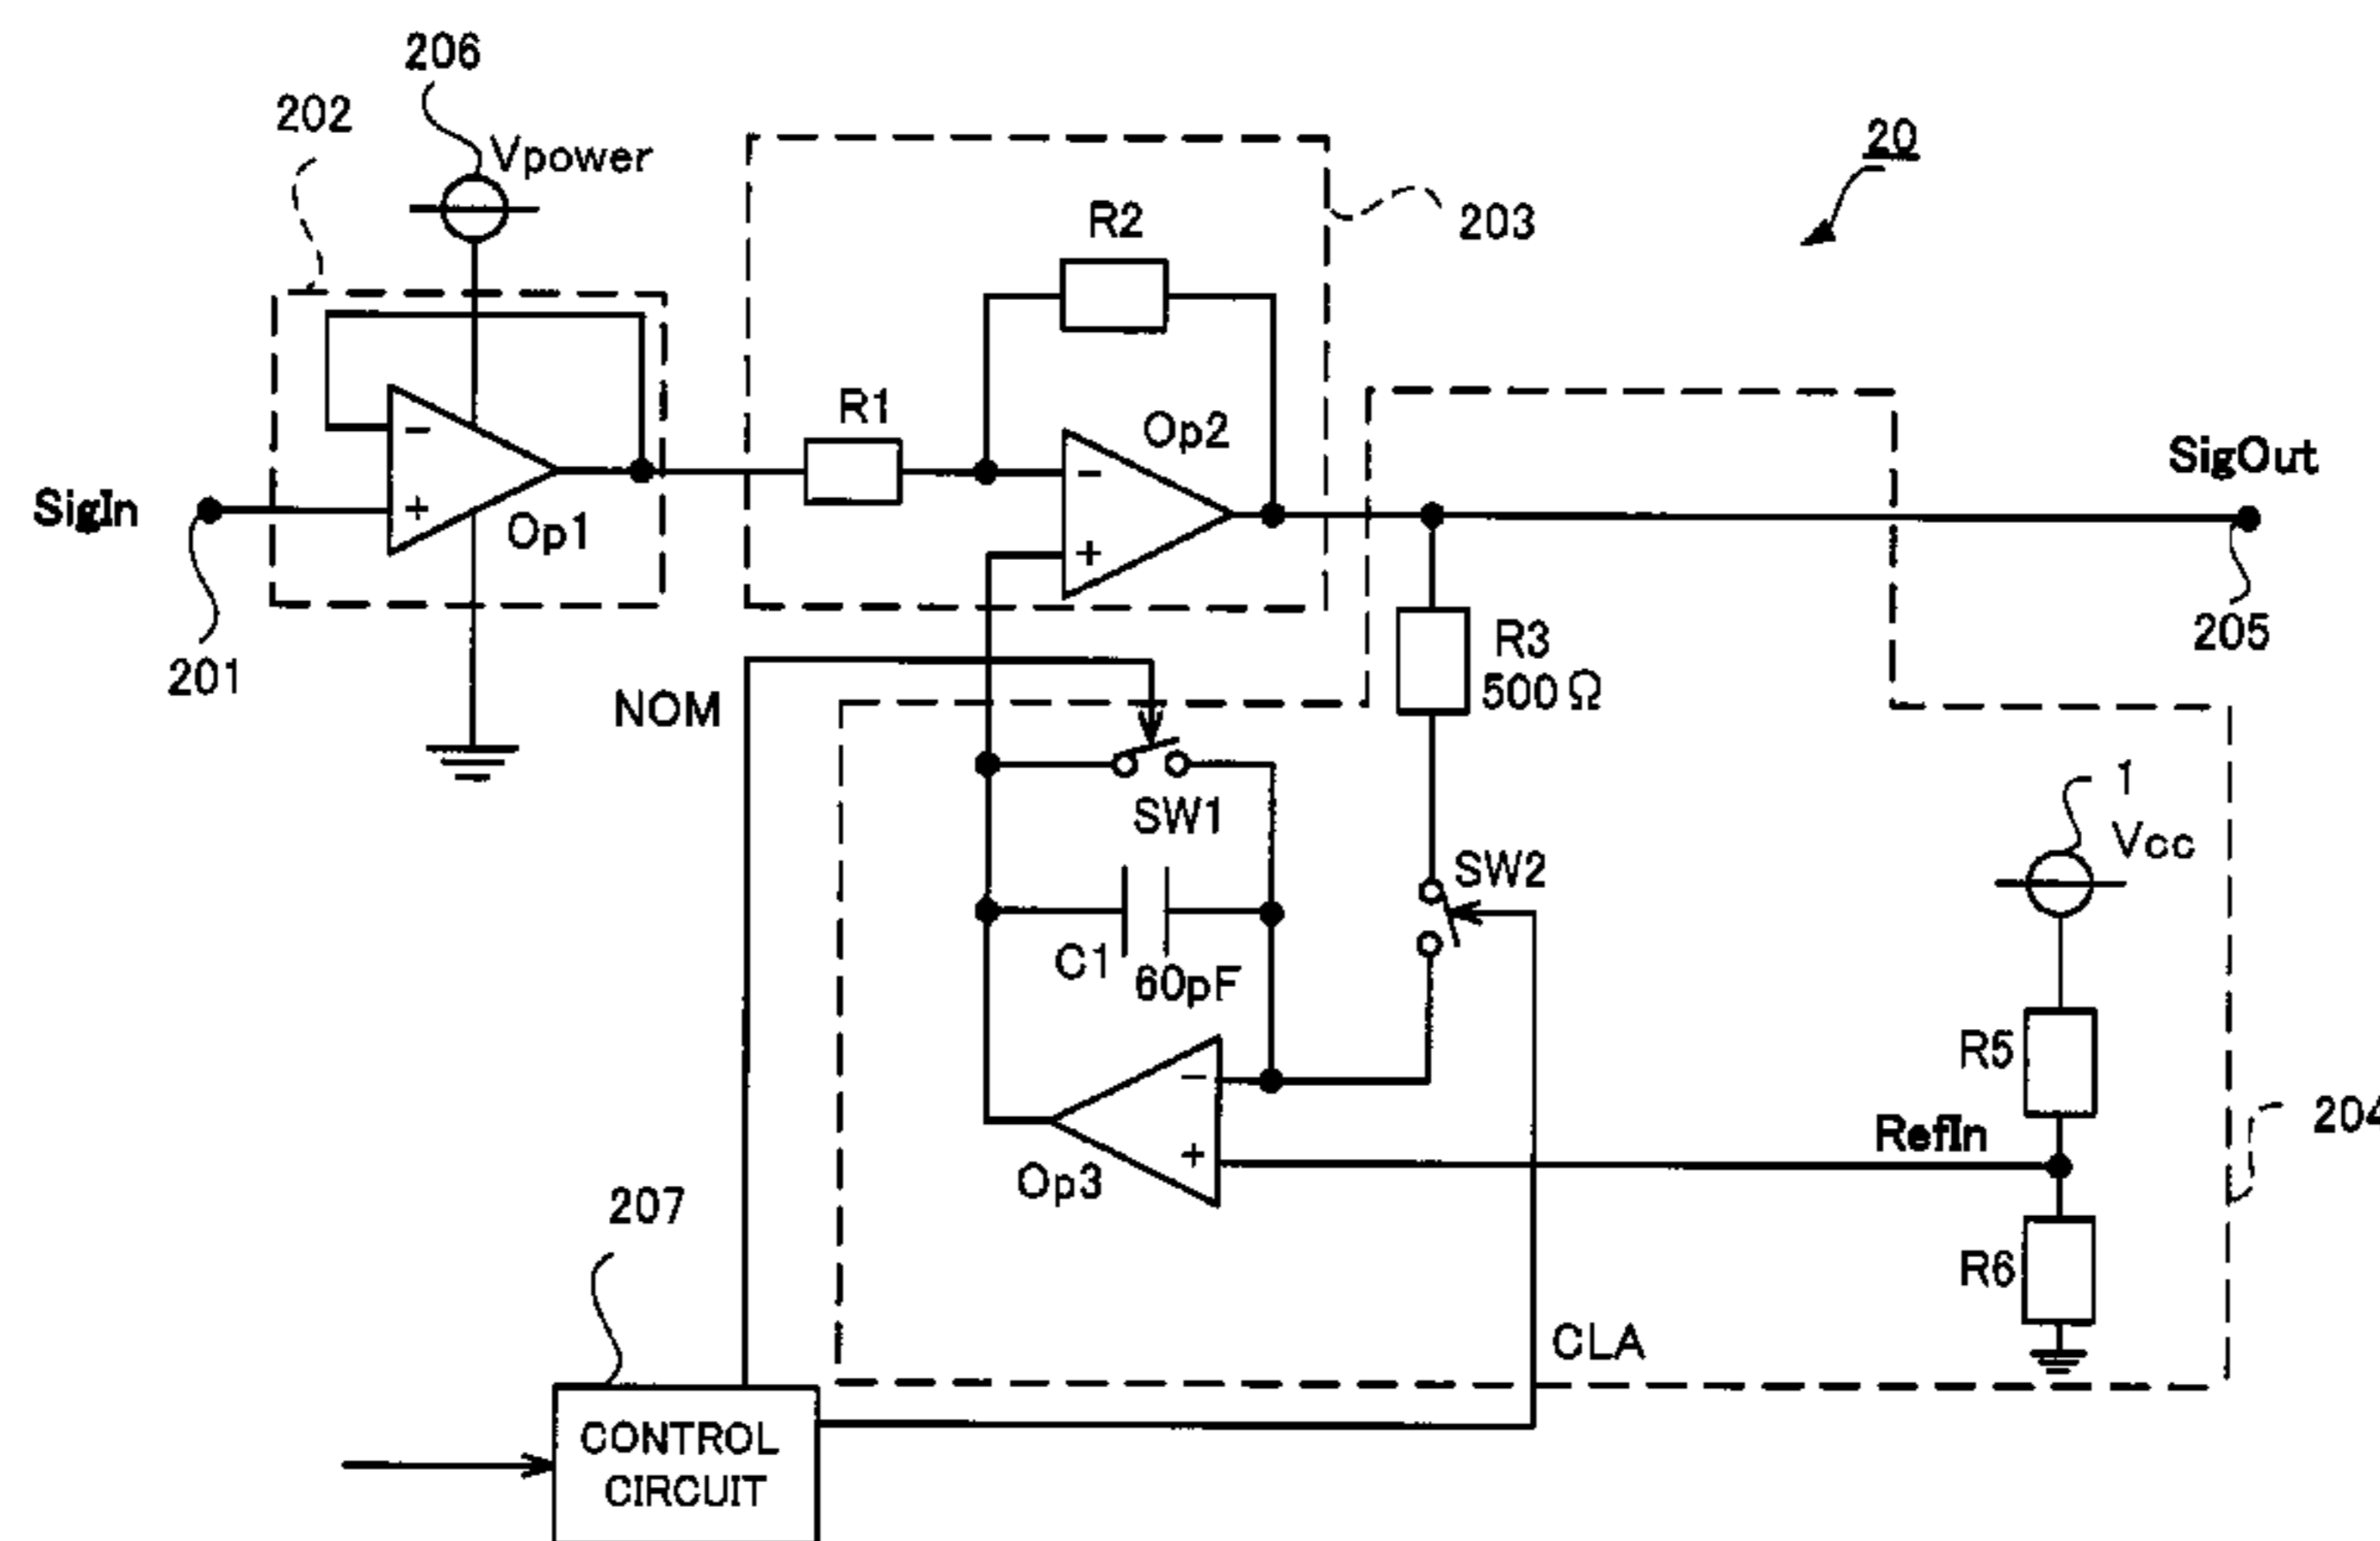 206
202
Vpower
20
203
R2
R1
Op2
SigOut
SigIn
Op1
205
201
R3
500 Ω
NOM
1
SW1
Vcc
SW2
C1
60pF
R5
RefIn
204
Op3
207
R6
CLA
CONTROL
CIRCUIT